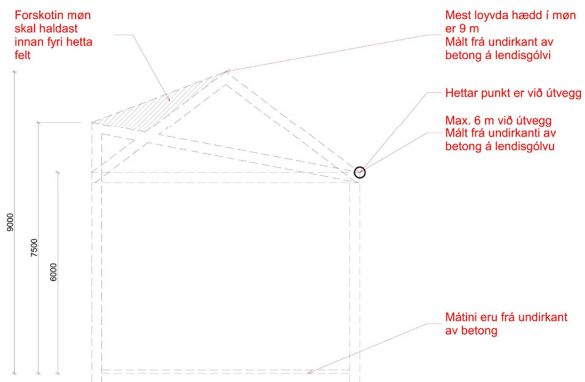 Forskotin møn
skal haldast
innan fyri hetta
felt
Mest loyvda hædd í møn
er 9 m
Mált frá undirkant av
betong á lendisgólvi
Hettar punkt er við útvegg
Max. 6 m við útvegg
Mált frá undirkanti av
betong á lendisgólvu
9000
7500
6000
Mátini eru frá undirkant
av betong